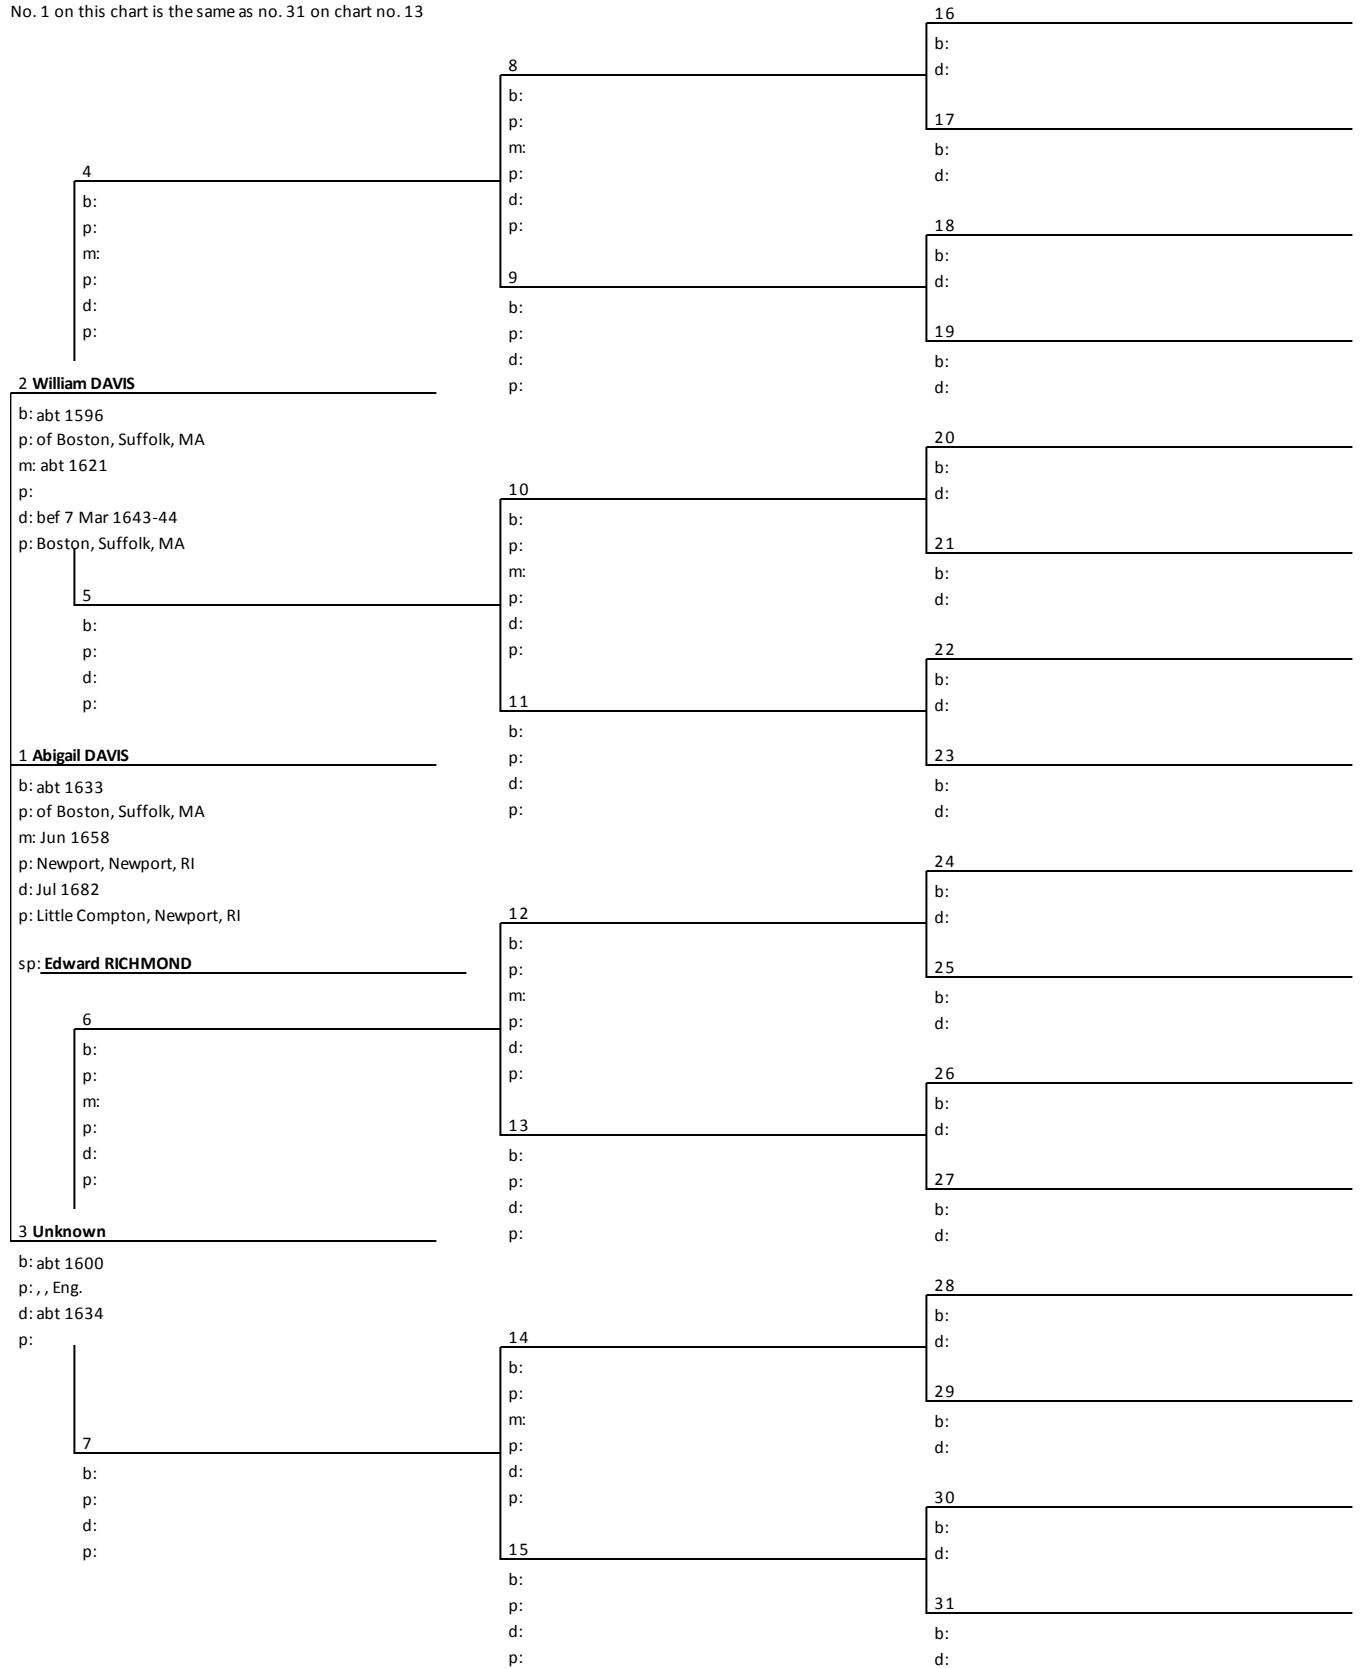 No. 1 on this chart is the same as no. 31 on chart no. 13
4
b:
p:
m:
p:
d:
p:
2 William DAVIS
b: abt 1596
p: of Boston, Suffolk, MA
m: abt 1621
p:
d: bef 7 Mar 1643-44
p: Boston, Suffolk, MA
5
b:
p:
d:
p:
1 Abigail DAVIS
b: abt 1633
p: of Boston, Suffolk, MA
m: Jun 1658
p: Newport, Newport, RI
d: Jul 1682
p: Little Compton, Newport, RI
sp: Edward RICHMOND
6
b:
p:
m:
p:
d:
p:
3 Unknown
b: abt 1600
p: , , Eng.
d: abt 1634
p:
7
b:
p:
d:
p:
8
b:
p:
m:
p:
d:
p:
9
b:
p:
d:
p:
10
b:
p:
m:
p:
d:
p:
11
b:
p:
d:
p:
12
b:
p:
m:
p:
d:
p:
13
b:
p:
d:
p:
14
b:
p:
m:
p:
d:
p:
15
b:
p:
d:
p:
16
b:
d:
17
b:
d:
18
b:
d:
19
b:
d:
20
b:
d:
21
b:
d:
22
b:
d:
23
b:
d:
24
b:
d:
25
b:
d:
26
b:
d:
27
b:
d:
28
b:
d:
29
b:
d:
30
b:
d:
31
b:
d: